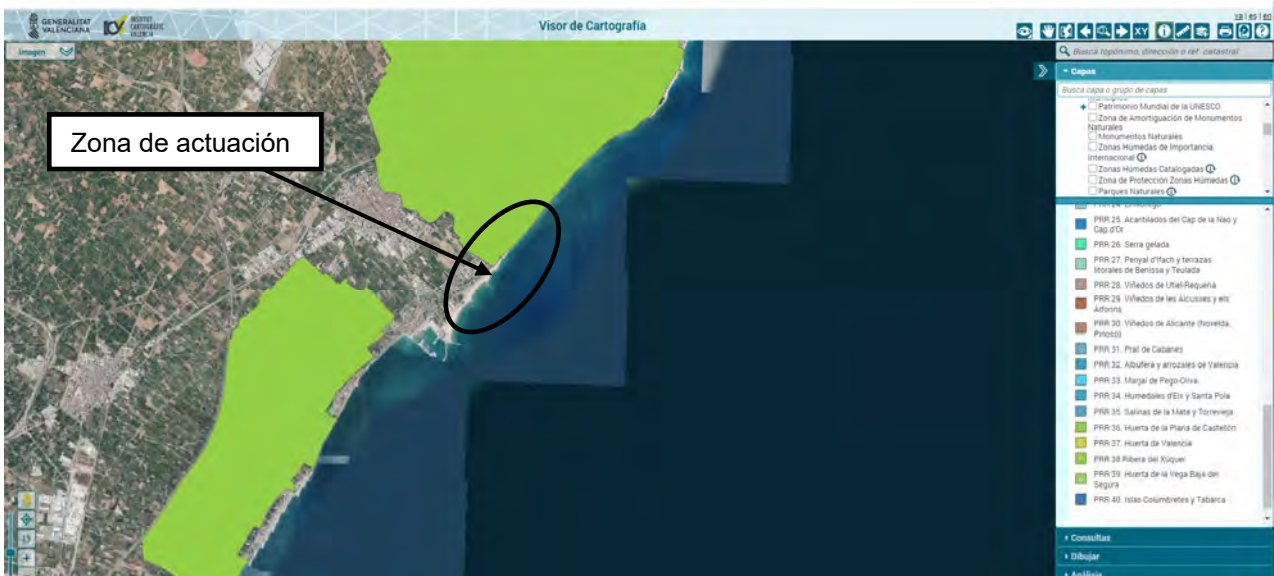 GENERALITAT
VALENCIANA
INSTITUT
CARTOGRÀFIC
VALENCIÀ
Visor de Cartografía
va | es | en
XY
Imagen
Busca topónimo, dirección o ref. catastral
Capas
Busca capa o grupo de capas
Patrimonio Mundial de la UNESCO
Zona de Amortiguación de Monumentos
Naturales
Monumentos Naturales
Zonas Húmedas de Importancia
Internacional
Zonas Húmedas Catalogadas
Zona de Protección Zonas Húmedas
Parques Naturales
Zona de actuación
PRR 25. Acantilados del Cap de la Nao y
Cap d'Or
PRR 26. Serra gelada
PRR 27. Penyal d'Ifach y terrazas
litorales de Benissa y Teulada
PRR 28. Viñedos de Utiel-Requena
PRR 29. Viñedos de les Alcusses y els
Alforins
PRR 30. Viñedos de Alicante (Novelda,
Pinoso)
PRR 31. Prat de Cabanes
PRR 32. Albufera y arrozales de Valencia
PRR 33. Marjal de Pego-Oliva.
PRR 34. Humedales d'Elx y Santa Pola
PRR 35. Salinas de la Mata y Torrevieja
PRR 36. Huerta de la Plana de Castellón
PRR 37. Huerta de Valencia
PRR 38 Ribera del Xúquer
PRR 39. Huerta de la Vega Baja del
Segura
PRR 40. Islas Columbretes y Tabarca
Consultas
Dibujar
Análisis